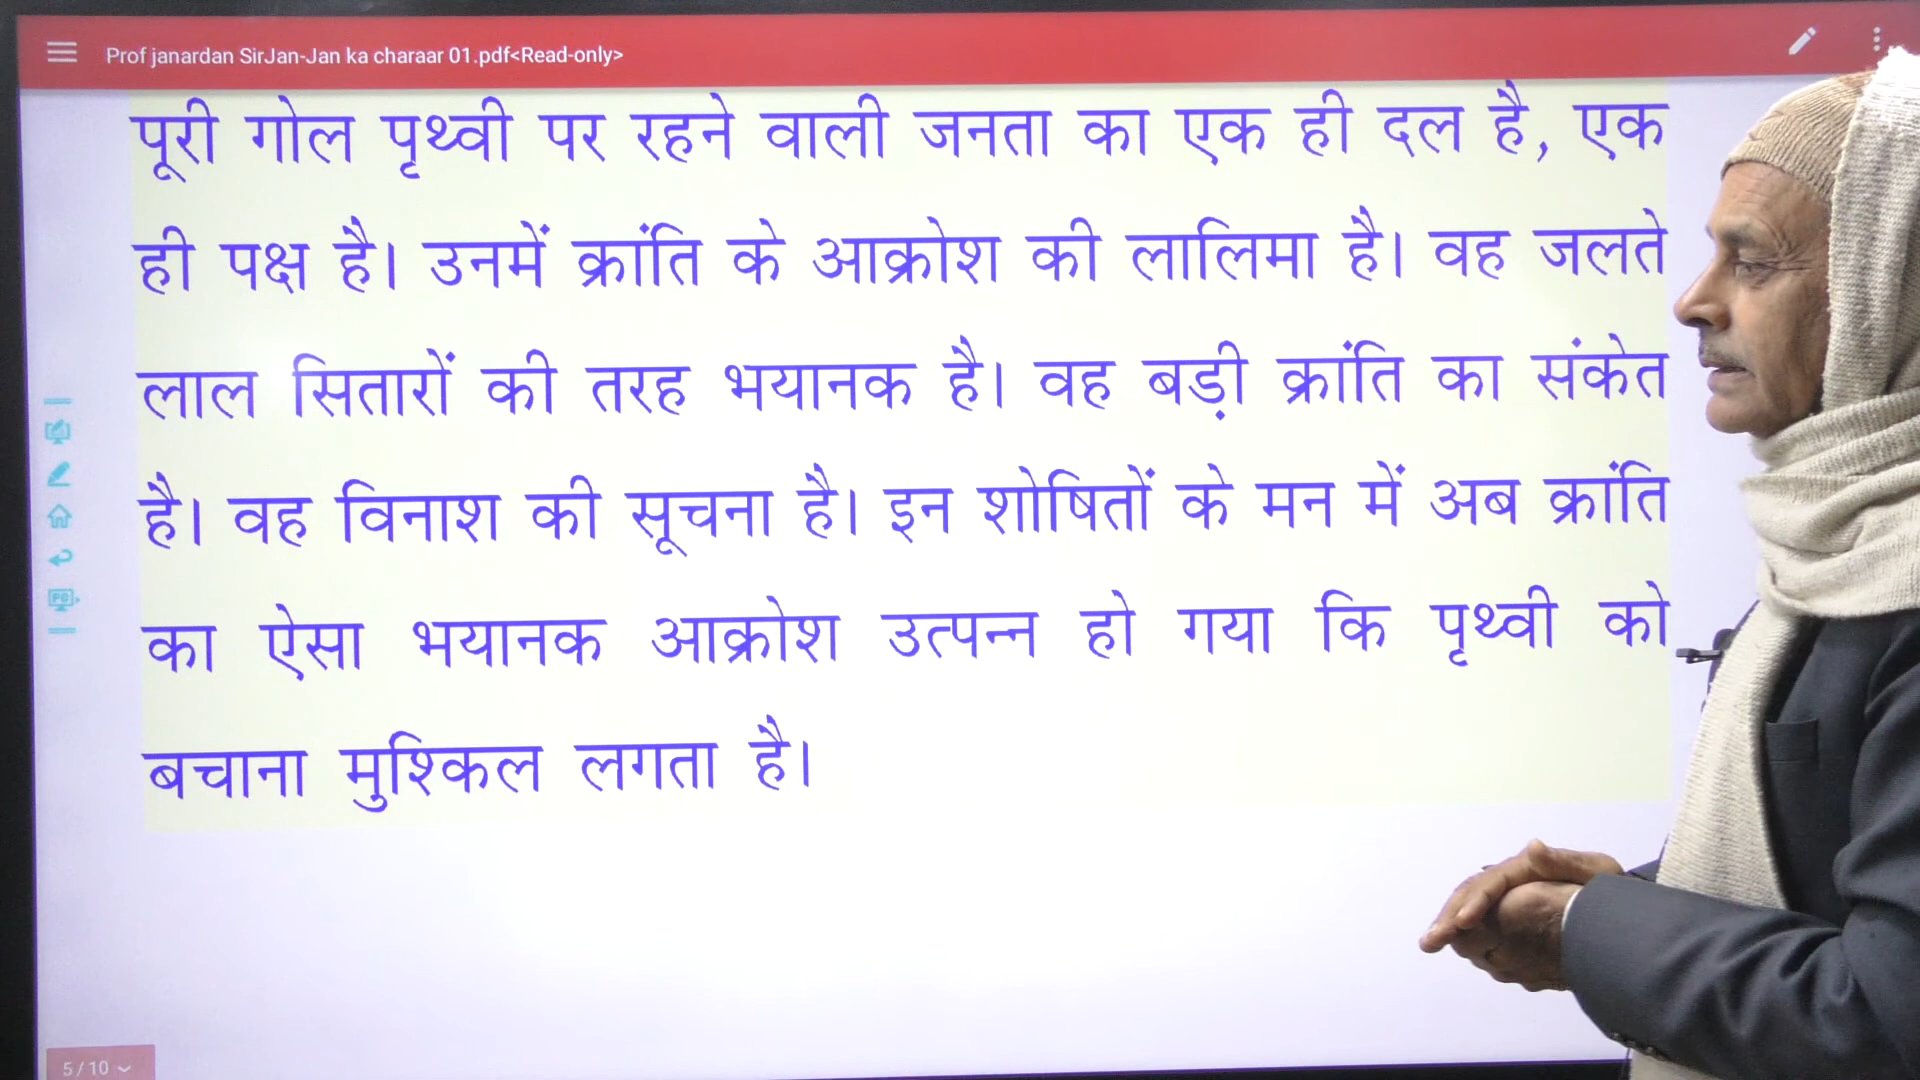 Prof janardan SirJan-Jan ka charaar 01.pdf<Read-only>
पूरी गोल पृथ्वी पर रहने वाली जनता का एक ही दल है, एक
ही पक्ष है। उनमें क्रांति के आक्रोश की लालिमा है। वह जलते
लाल सितारों की तरह भयानक है। वह बड़ी क्रांति का संकेत
है। वह विनाश की सूचना है। इन शोषितों के मन में अब क्रांति
का ऐसा भयानक आक्रोश उत्पन्न हो गया कि पृथ्वी को
बचाना मुश्किल लगता है।
PC
5 / 10